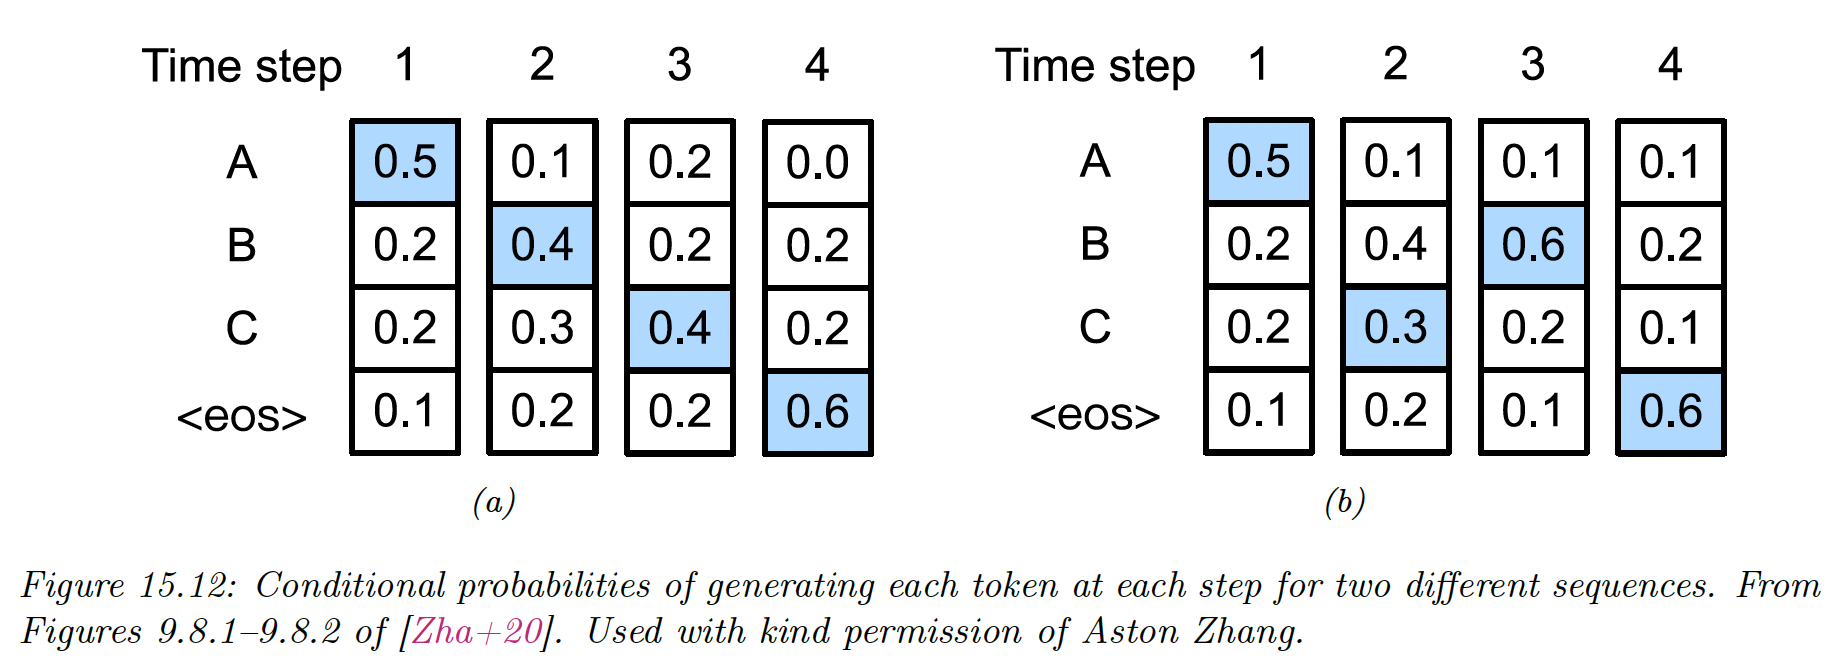 Time step 1 2 3 4
A 0.5 0.1 0.2 0.0
B 0.2 0.4 0.2 0.2
C 0.2 0.3 0.4 0.2
<eos> 0.1 0.2 0.2 0.6
(a)
Time step 1 2 3 4
A 0.5 0.1 0.1 0.1
B 0.2 0.4 0.6 0.2
C 0.2 0.3 0.2 0.1
<eos> 0.1 0.2 0.1 0.6
(b)
Figure 15.12: Conditional probabilities of generating each token at each step for two different sequences. From
Figures 9.8.1–9.8.2 of [Zha+20]. Used with kind permission of Aston Zhang.